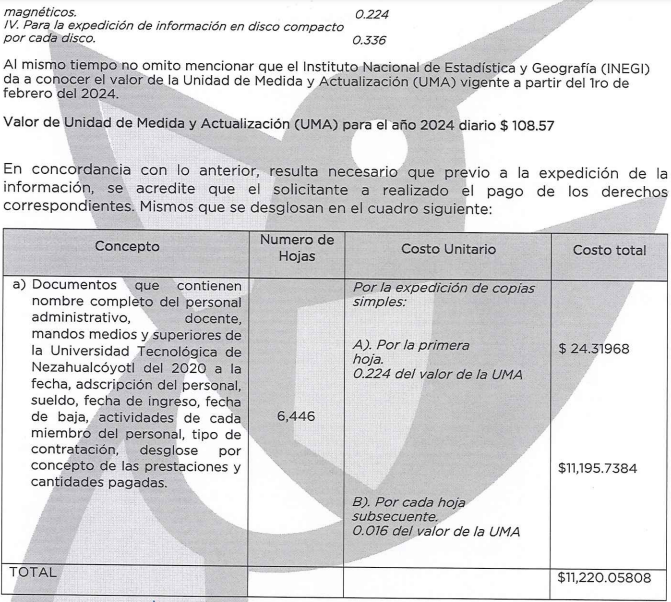 magnéticos. 0.224
IV. Para la expedición de información en disco compacto
por cada disco. 0.336
Al mismo tiempo no omito mencionar que el Instituto Nacional de Estadística y Geografía (INEGI)
da a conocer el valor de la Unidad de Medida y Actualización (UMA) vigente a partir del 1ro de
febrero del 2024.
Valor de Unidad de Medida y Actualización (UMA) para el año 2024 diario $ 108.57
En concordancia con lo anterior, resulta necesario que previo a la expedición de la
información, se acredite que el solicitante a realizado el pago de los derechos
correspondientes. Mismos que se desglosan en el cuadro siguiente:
Concepto
Numero de
Hojas
Costo Unitario
Costo total
a) Documentos que contienen
nombre completo del personal
administrativo, docente,
mandos medios y superiores de
la Universidad Tecnológica de
Nezahualcóyotl del 2020 a la
fecha, adscripción del personal,
sueldo, fecha de ingreso, fecha
de baja, actividades de cada
miembro del personal, tipo de
contratación, desglose por
concepto de las prestaciones y
cantidades pagadas.
6,446
Por la expedición de copias
simples:
A). Por la primera
hoja.
0.224 del valor de la UMA
B). Por cada hoja
subsecuente.
0.016 del valor de la UMA
$ 24.31968
$11,195.7384
TOTAL
$11,220.05808